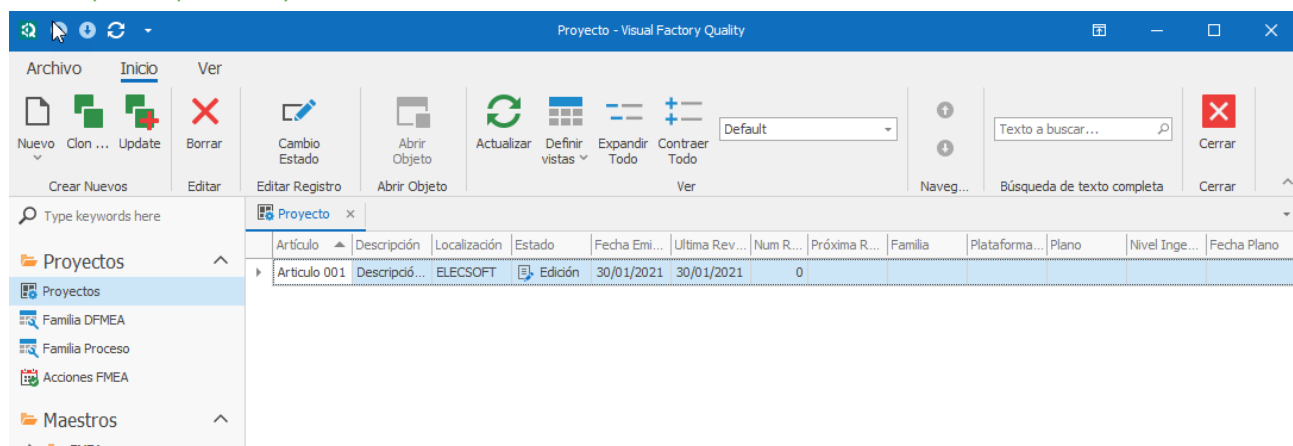 Proyecto - Visual Factory Quality
Archivo Inicio Ver
Nuevo Clon ... Update Borrar Cambio Estado Abrir Objeto Actualizar Definir vistas Expandir Todo Contraer Todo Default Texto a buscar... Cerrar
Crear Nuevos Editar Editar Registro Abrir Objeto Ver Naveg... Búsqueda de texto completa Cerrar
Type keywords here
Proyecto
Artículo Descripción Localización Estado Fecha Emi... Ultima Rev... Num R... Próxima R... Familia Plataforma... Plano Nivel Inge... Fecha Plano
Articulo 001 Descripció... ELECSOFT Edición 30/01/2021 30/01/2021 0
Proyectos
Proyectos
Familia DFMEA
Familia Proceso
Acciones FMEA
Maestros